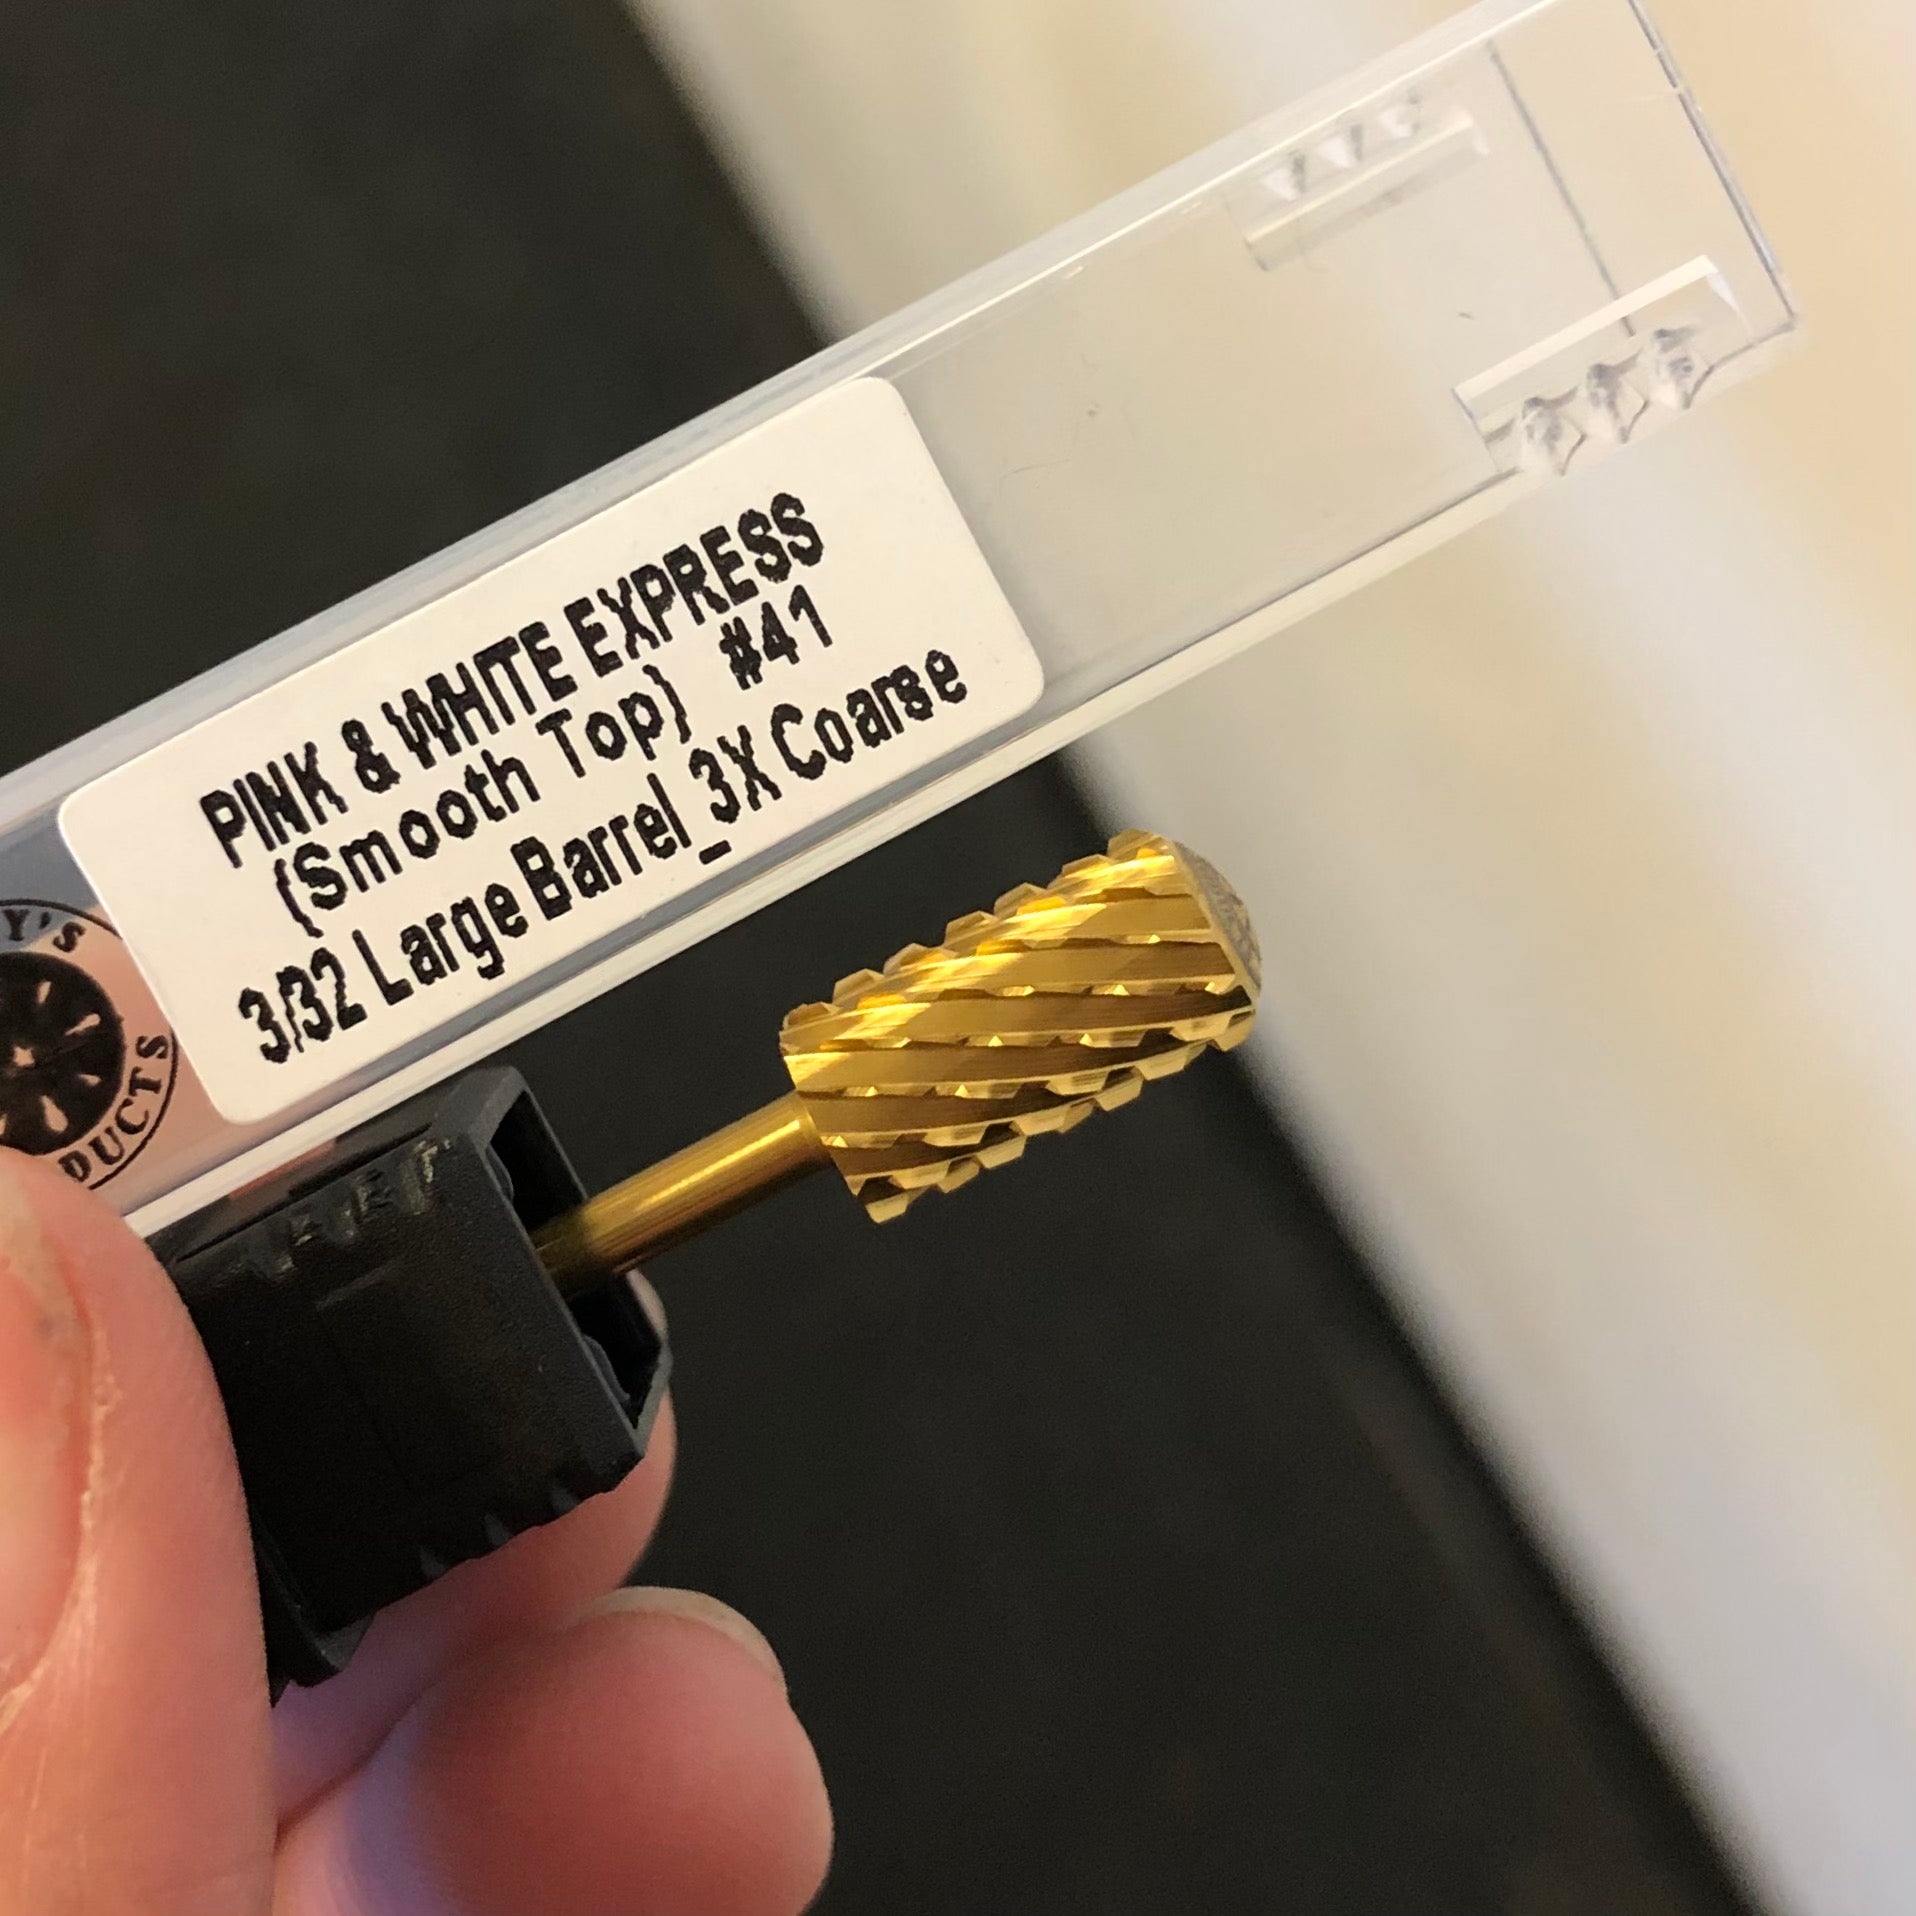 PINK & WHITE EXPRESS
(Smooth Top) #41
3/32 Large Barrel_3X Coarse
Y'S